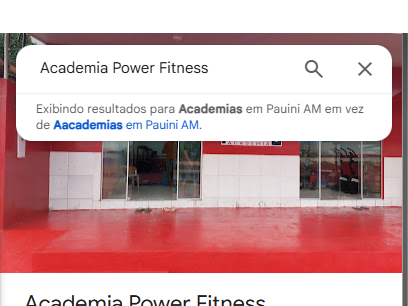 Academia Power Fitness
Exibindo resultados para Academias em Pauini AM em vez
de Aacademias em Pauini AM.
ACADEMIA
Academia Power Fitness